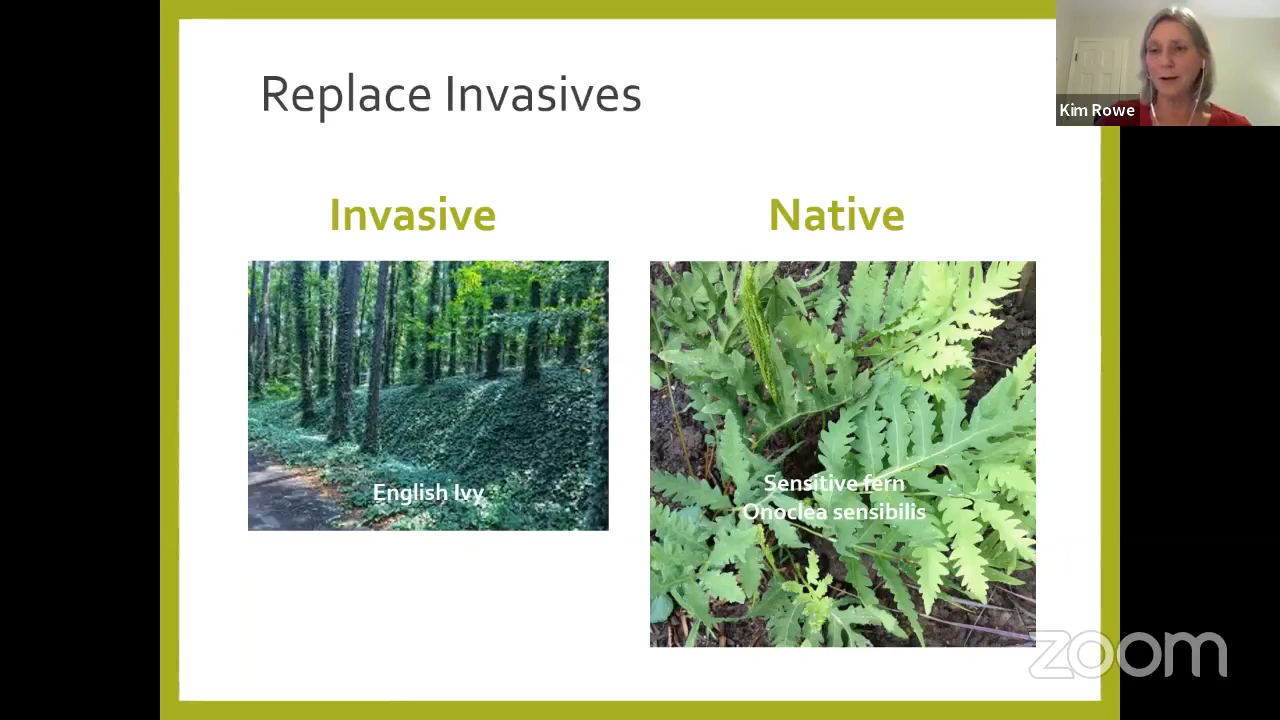 Replace Invasives
Kim Rowe
Invasive
Native
English Ivy
Sensitive fern
Onoclea sensibilis
zoom